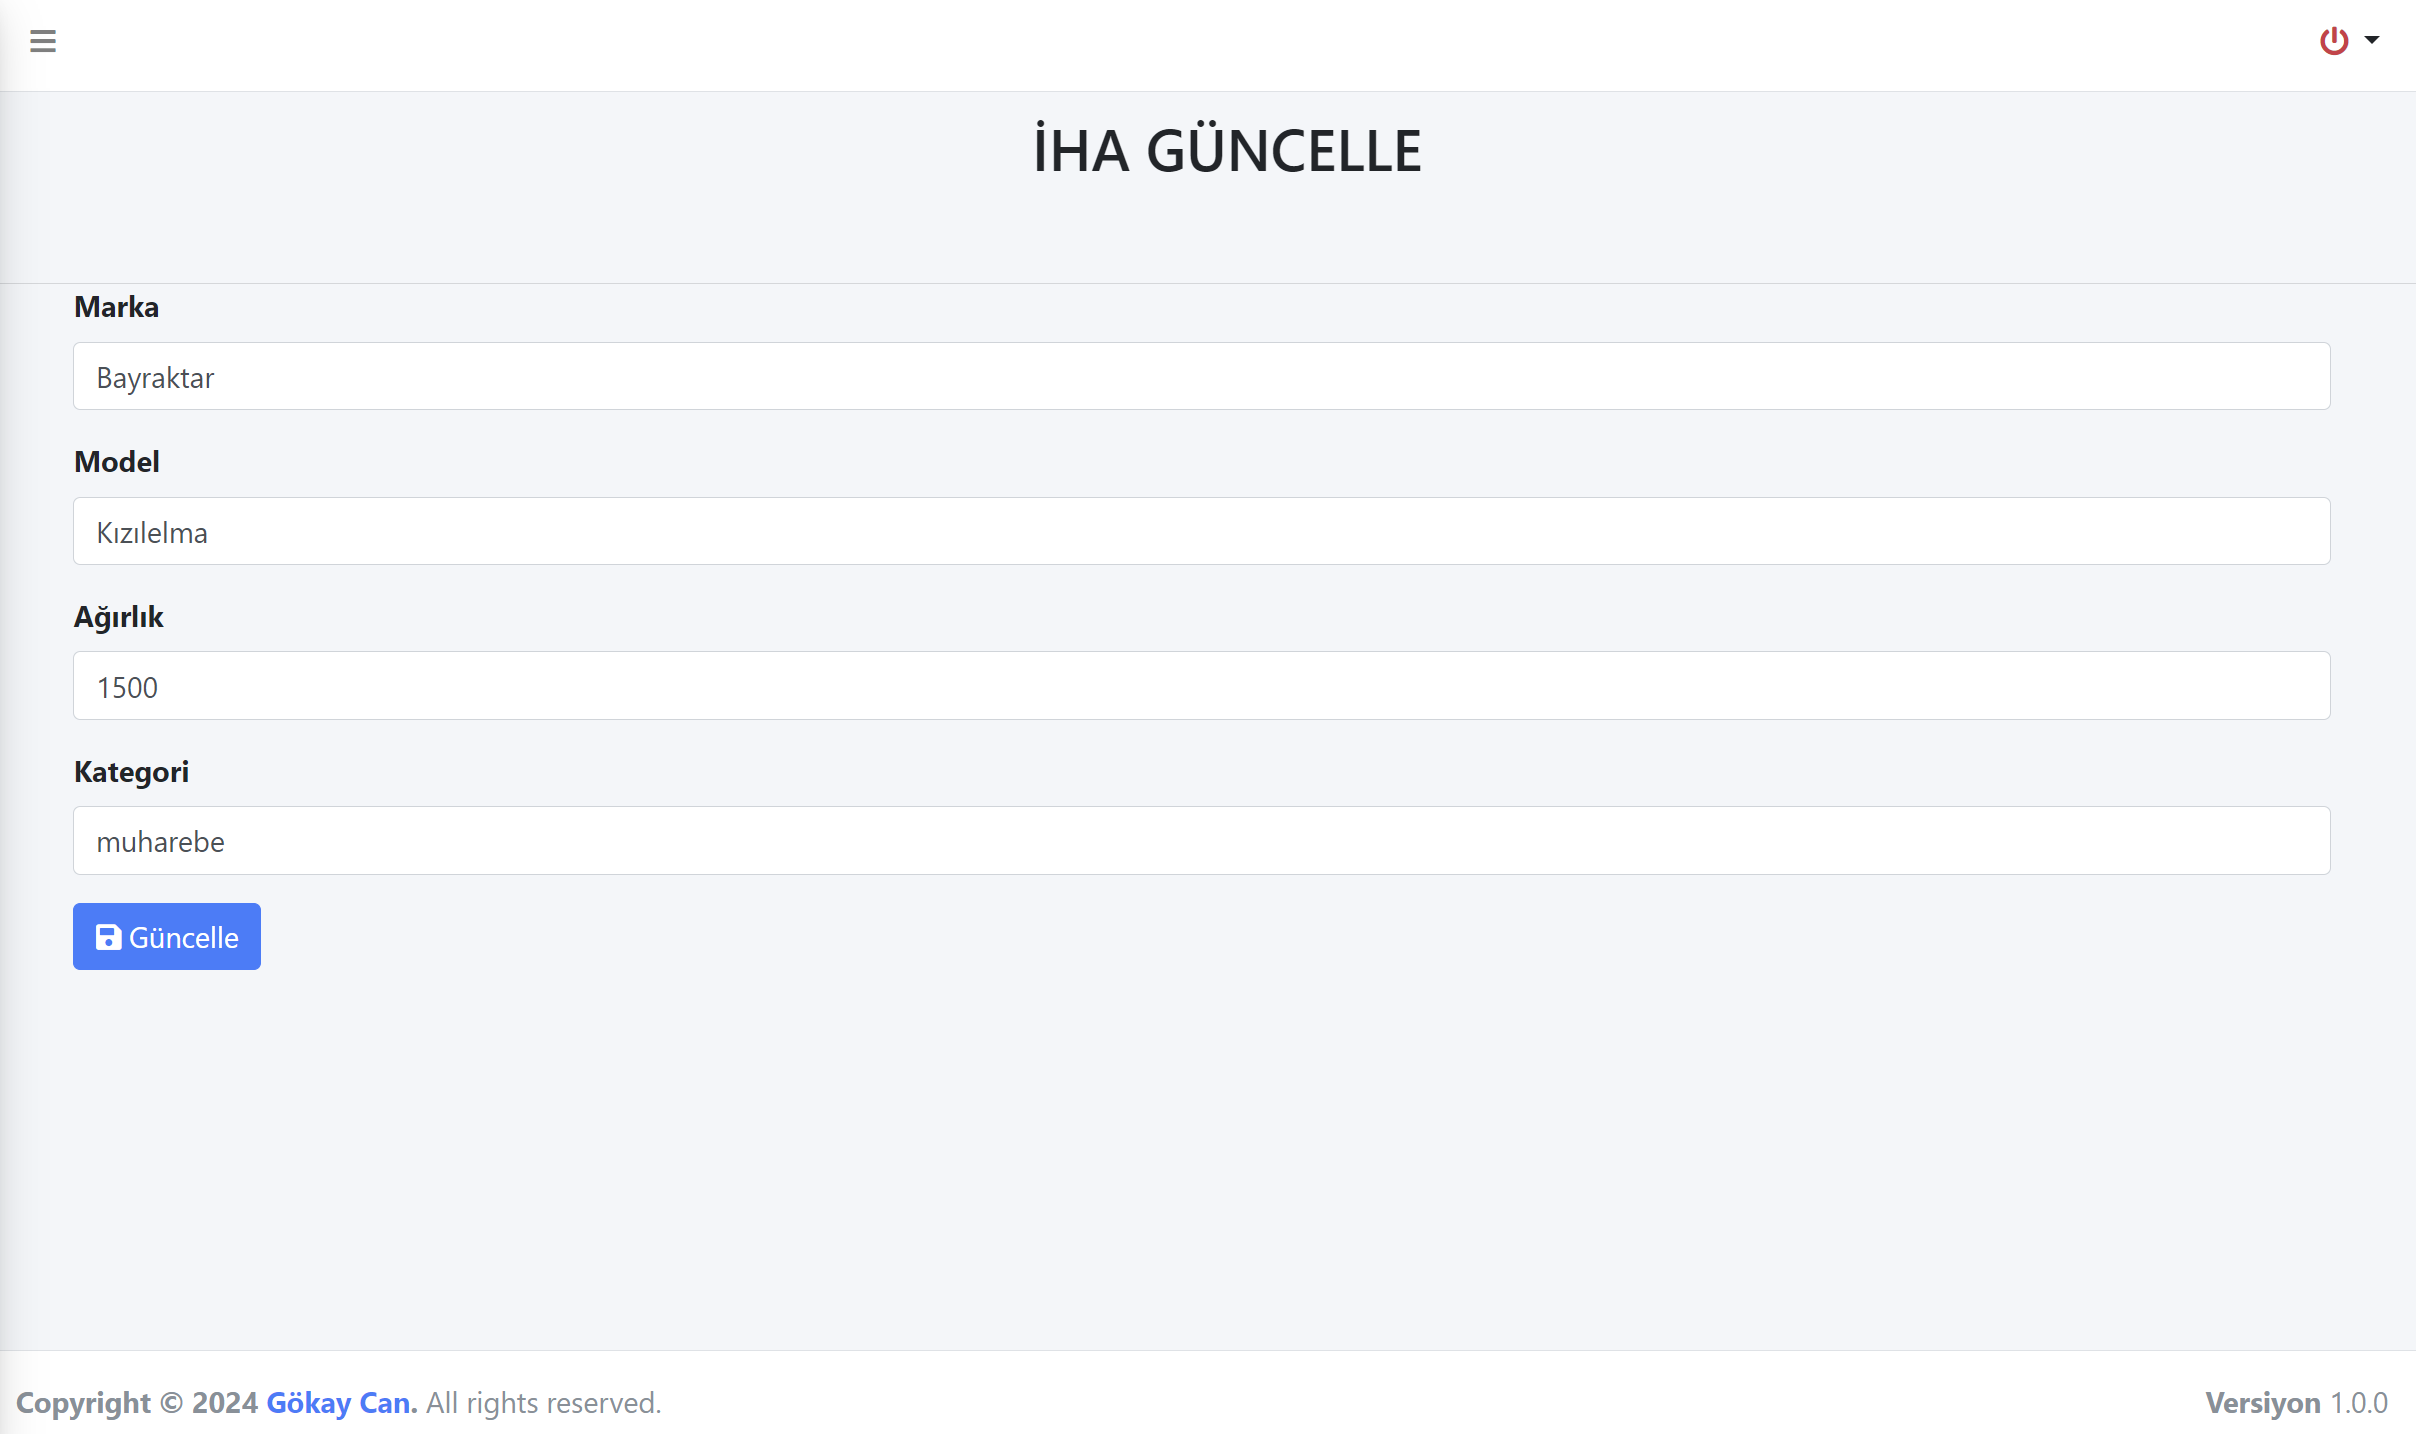 İHA GÜNCELLE
Marka
Bayraktar
Model
Kızılelma
Ağırlık
1500
Kategori
muharebe
Güncelle
Copyright © 2024 Gökay Can. All rights reserved.
Versiyon 1.0.0